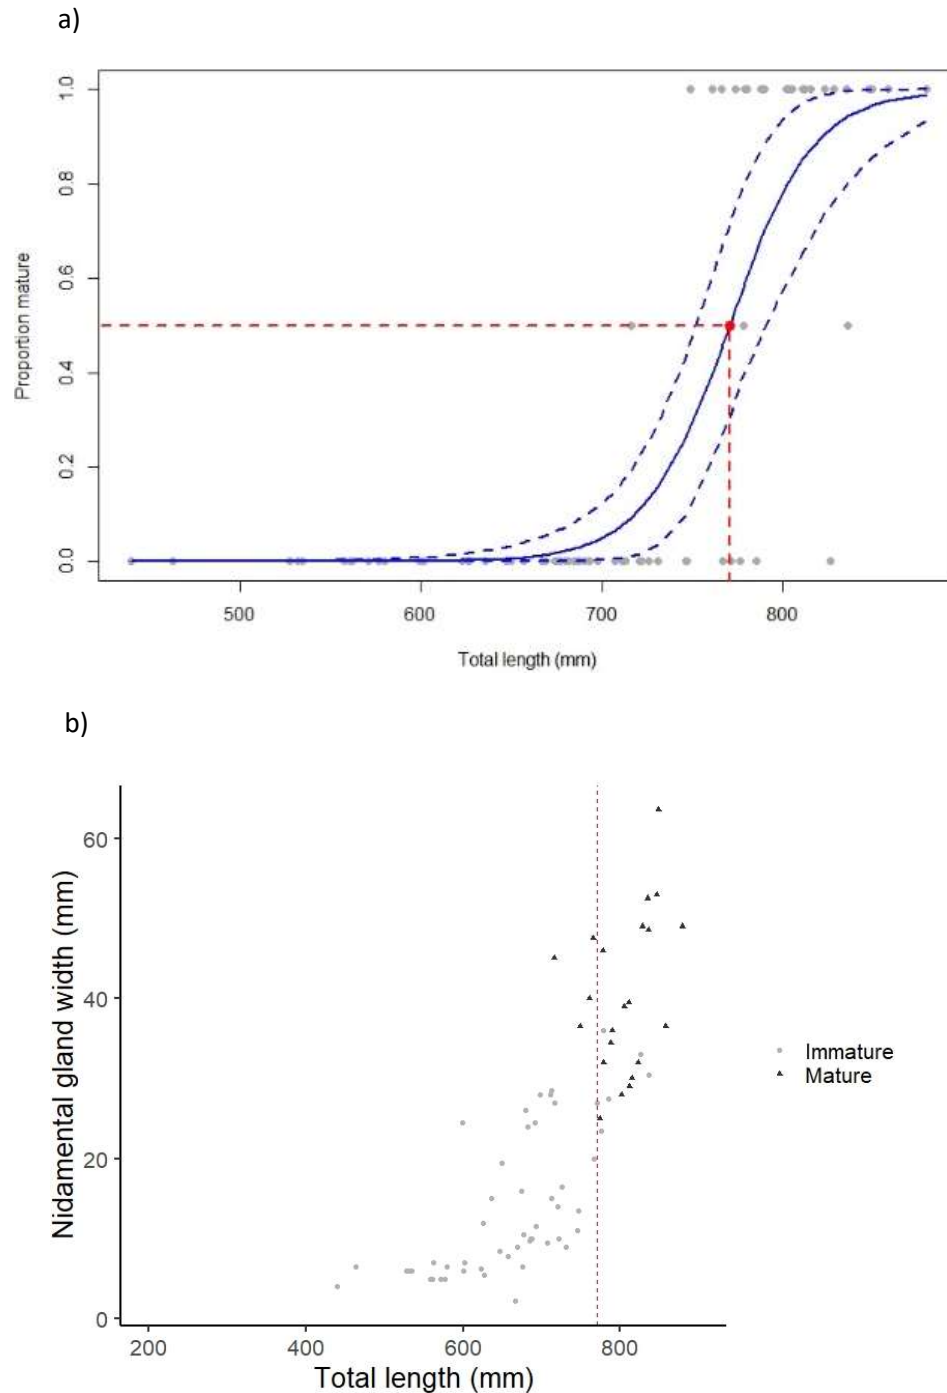 a)
1.0
0.8
0.6
0.4
0.2
0.0
Proportion mature
500 600 700 800
Total length (mm)
b)
60
40
20
0
Nidamental gland width (mm)
Immature
Mature
200 400 600 800
Total length (mm)